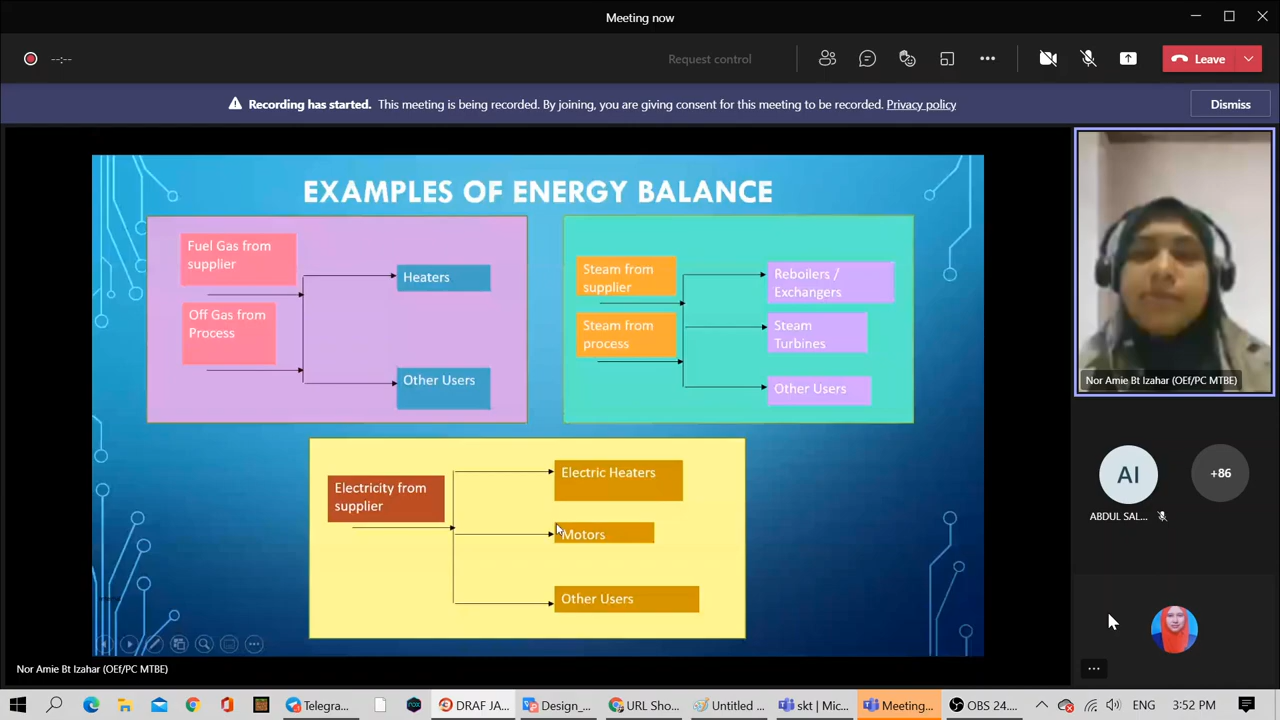 Meeting now
--:--
Request control
Leave
Recording has started. This meeting is being recorded. By joining, you are giving consent for this meeting to be recorded. Privacy policy
Dismiss
EXAMPLES OF ENERGY BALANCE
Fuel Gas from
supplier
Off Gas from
Process
Heaters
Other Users
Steam from
supplier
Steam from
process
Reboilers /
Exchangers
Steam
Turbines
Other Users
Electricity from
supplier
Electric Heaters
Motors
Other Users
Nor Amie Bt Izahar (OEf/PC MTBE)
Nor Amie Bt Izahar (OEf/PC MTBE)
AI
ABDUL SAL...
+86
Telegra...
DRAF JA...
Design_...
URL Sho...
Untitled ...
skt | Mic...
Meeting...
OBS 24....
ENG
3:52 PM